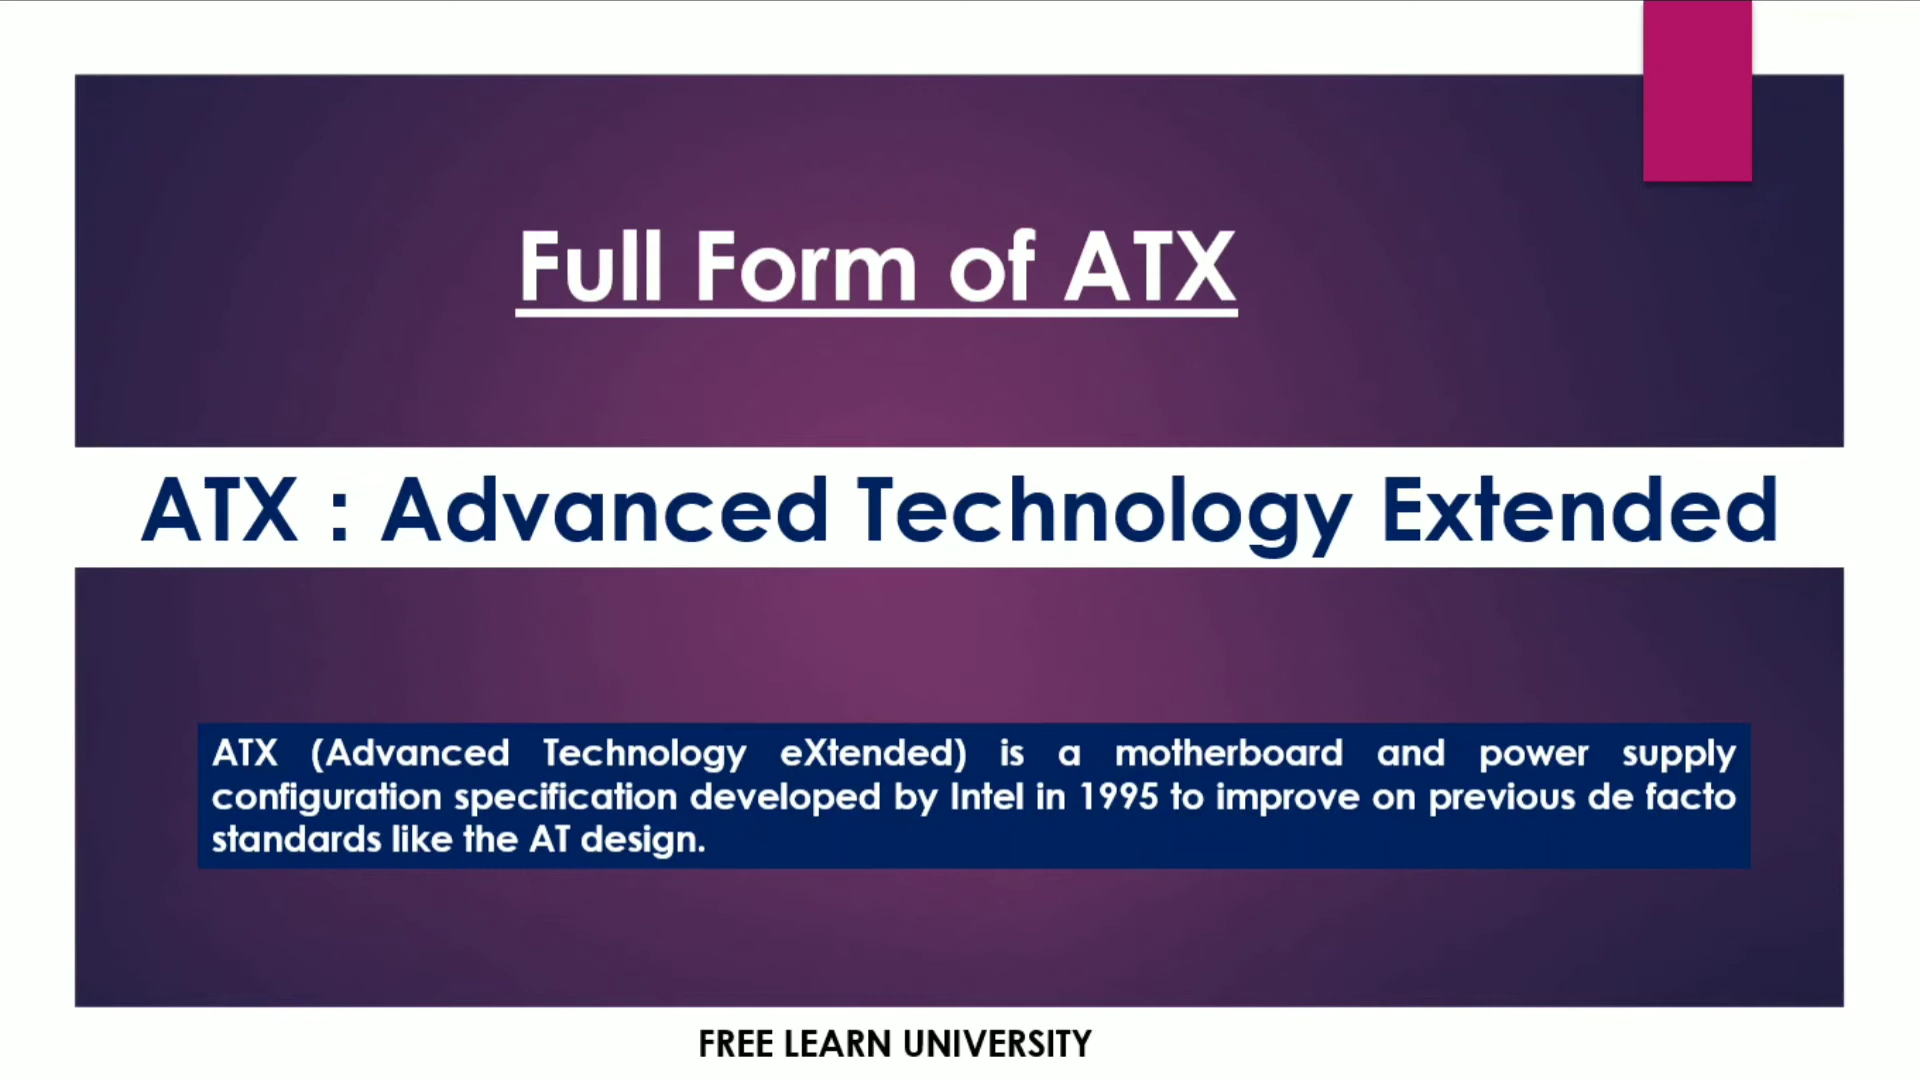 Full Form of ATX
ATX : Advanced Technology Extended
ATX (Advanced Technology eXtended) is a motherboard and power supply
configuration specification developed by Intel in 1995 to improve on previous de facto
standards like the AT design.
FREE LEARN UNIVERSITY